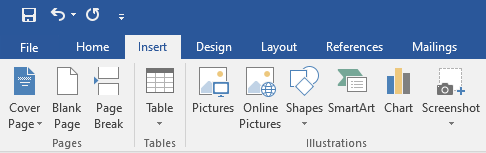 File Home Insert Design Layout References Mailings
Cover Blank Page Table Pictures Online Shapes SmartArt Chart Screenshot
Page Page Break Pictures
Pages Tables Illustrations